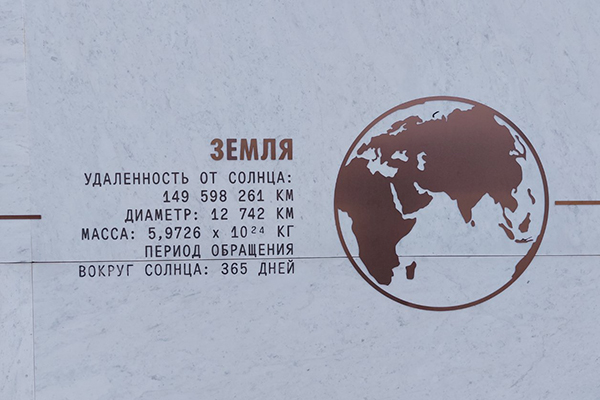 ЗЕМЛЯ
УДАЛЕННОСТЬ ОТ СОЛНЦА:
149 598 261 КМ
ДИАМЕТР: 12 742 КМ
МАССА: 5,9726 х 10²⁴ КГ
ПЕРИОД ОБРАЩЕНИЯ
ВОКРУГ СОЛНЦА: 365 ДНЕЙ